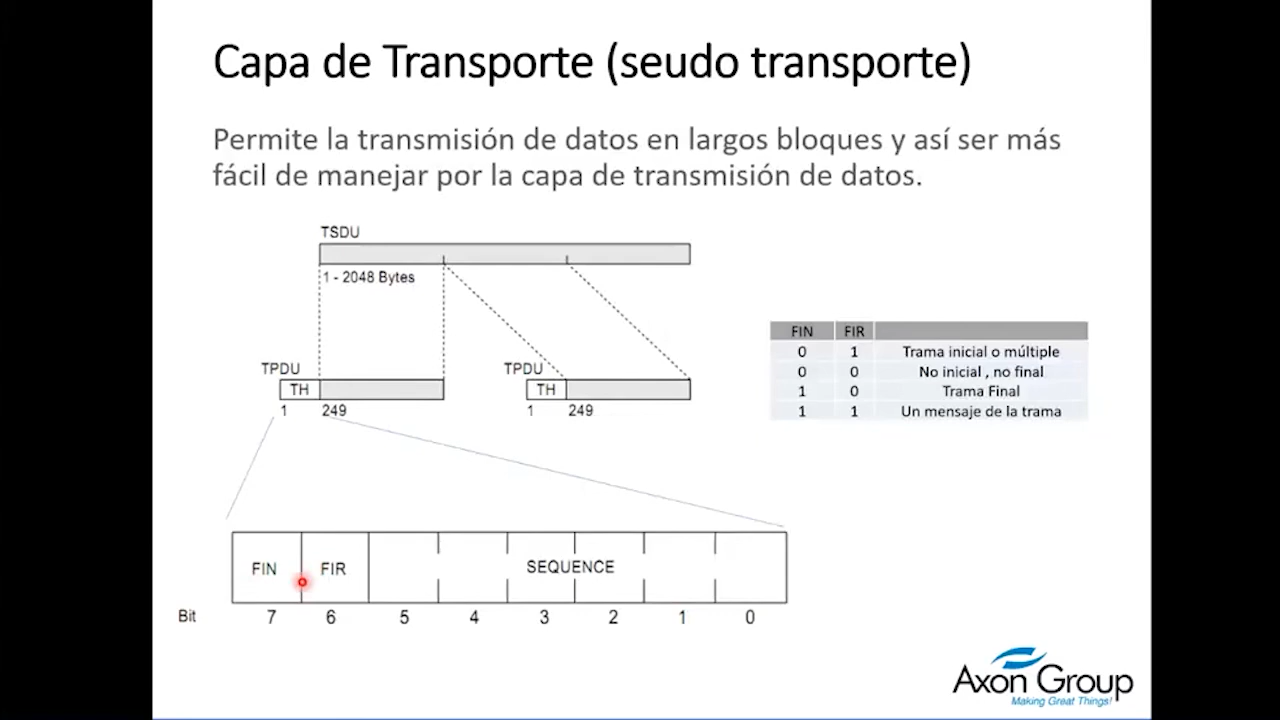 Capa de Transporte (seudo transporte)
Permite la transmisión de datos en largos bloques y así ser más
fácil de manejar por la capa de transmisión de datos.
TSDU
1 - 2048 Bytes
TPDU
TH
1 249
TPDU
TH
1 249
FIN FIR
0 1 Trama inicial o múltiple
0 0 No inicial , no final
1 0 Trama Final
1 1 Un mensaje de la trama
FIN FIR SEQUENCE
Bit 7 6 5 4 3 2 1 0
Axon Group
Making Great Things!